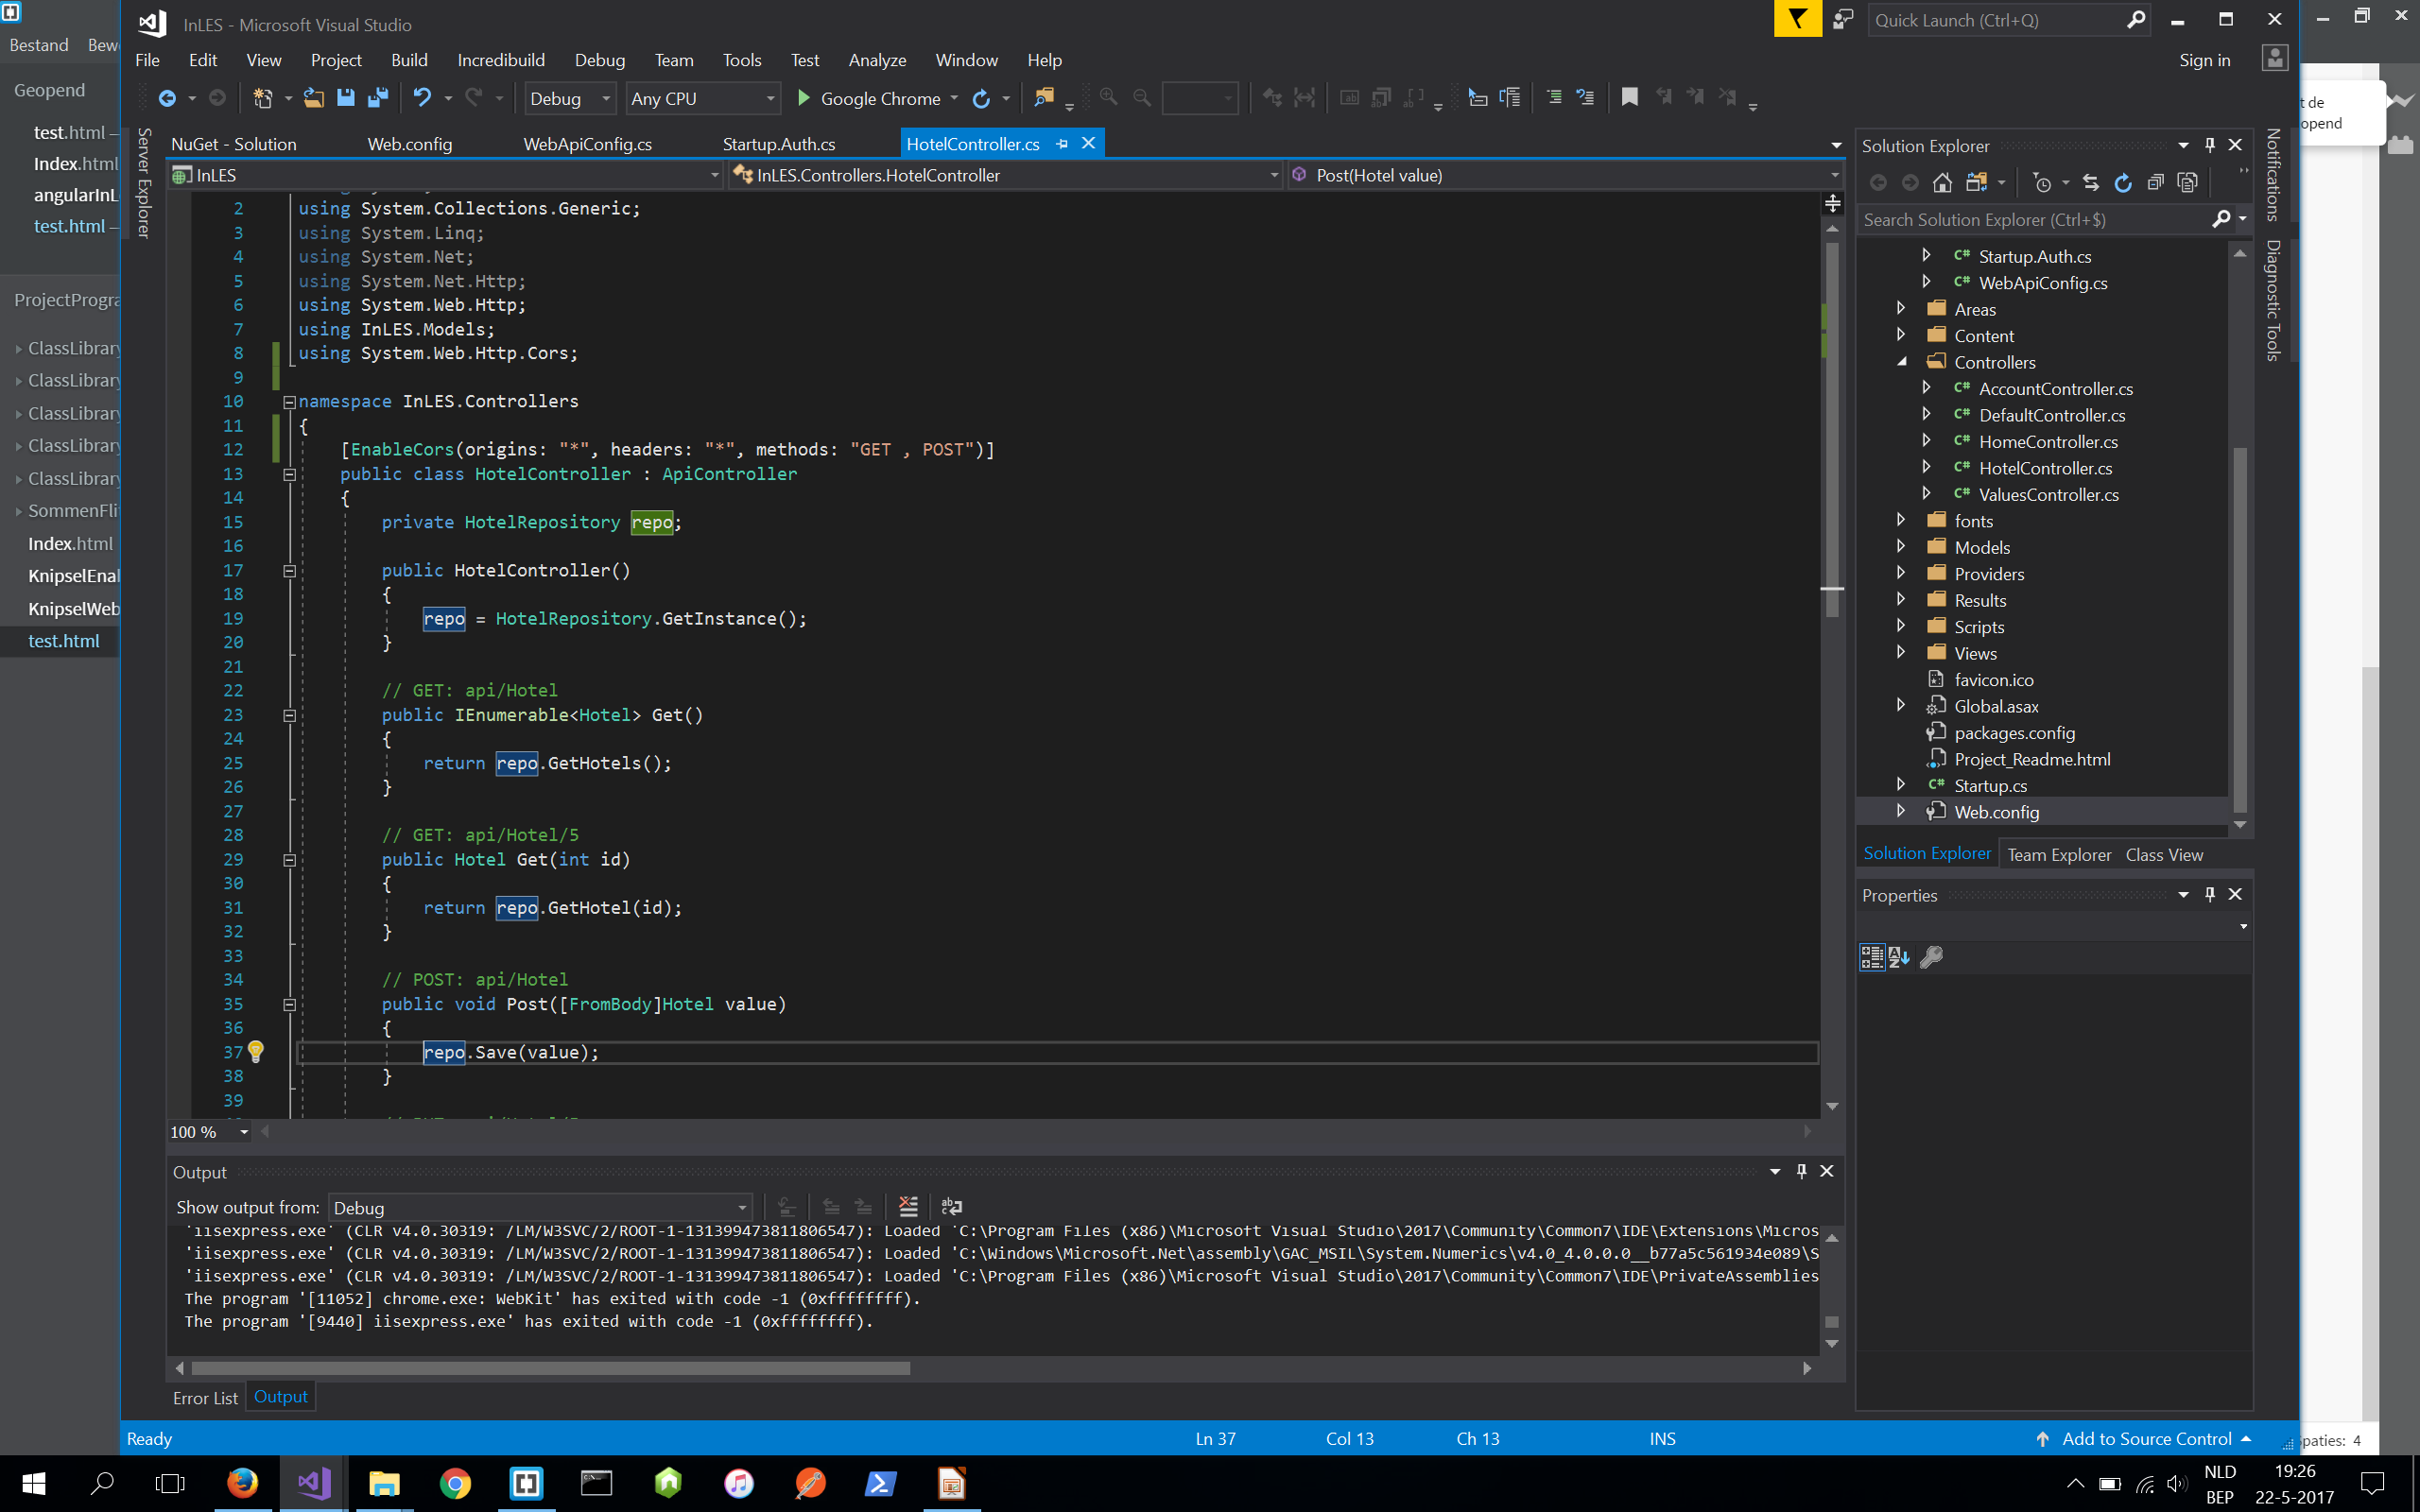 InLES - Microsoft Visual Studio
Quick Launch (Ctrl+Q)
Bestand
File Edit View Project Build Incredibuild Debug Team Tools Test Analyze Window Help
Sign in
Debug Any CPU Google Chrome
Geopend
test.html
Index.html
test.html
ProjectProgra
ClassLibrary
ClassLibrary
ClassLibrary
ClassLibrary
ClassLibrary
SommenFli
Index.html
KnipselEnal
KnipselWeb
test.html
t de
opend
Server Explorer
NuGet - Solution Web.config WebApiConfig.cs Startup.Auth.cs HotelController.cs
InLES InLES.Controllers.HotelController Post(Hotel value)
2 using System.Collections.Generic;
3 using System.Linq;
4 using System.Net;
5 using System.Net.Http;
6 using System.Web.Http;
7 using InLES.Models;
8 using System.Web.Http.Cors;
9
10 namespace InLES.Controllers
11 {
12 [EnableCors(origins: "*", headers: "*", methods: "GET , POST")]
13 public class HotelController : ApiController
14 {
15 private HotelRepository repo;
16
17 public HotelController()
18 {
19 repo = HotelRepository.GetInstance();
20 }
21
22 // GET: api/Hotel
23 public IEnumerable<Hotel> Get()
24 {
25 return repo.GetHotels();
26 }
27
28 // GET: api/Hotel/5
29 public Hotel Get(int id)
30 {
31 return repo.GetHotel(id);
32 }
33
34 // POST: api/Hotel
35 public void Post([FromBody]Hotel value)
36 {
37 repo.Save(value);
38 }
39
100 %
Output
Show output from: Debug
'iisexpress.exe' (CLR v4.0.30319: /LM/W3SVC/2/ROOT-1-131399473811806547): Loaded 'C:\Program Files (x86)\Microsoft Visual Studio\2017\Community\Common7\IDE\Extensions\Micros
'iisexpress.exe' (CLR v4.0.30319: /LM/W3SVC/2/ROOT-1-131399473811806547): Loaded 'C:\Windows\Microsoft.Net\assembly\GAC_MSIL\System.Numerics\v4.0_4.0.0.0__b77a5c561934e089\S
'iisexpress.exe' (CLR v4.0.30319: /LM/W3SVC/2/ROOT-1-131399473811806547): Loaded 'C:\Program Files (x86)\Microsoft Visual Studio\2017\Community\Common7\IDE\PrivateAssemblies
The program '[11052] chrome.exe: WebKit' has exited with code -1 (0xffffffff).
The program '[9440] iisexpress.exe' has exited with code -1 (0xffffffff).
Error List Output
Solution Explorer
Search Solution Explorer (Ctrl+$)
C# Startup.Auth.cs
C# WebApiConfig.cs
Areas
Content
Controllers
C# AccountController.cs
C# DefaultController.cs
C# HomeController.cs
C# HotelController.cs
C# ValuesController.cs
fonts
Models
Providers
Results
Scripts
Views
favicon.ico
Global.asax
packages.config
Project_Readme.html
C# Startup.cs
Web.config
Solution Explorer Team Explorer Class View
Properties
Notifications
Diagnostic Tools
Ready Ln 37 Col 13 Ch 13 INS Add to Source Control
paties: 4
NLD 19:26
BEP 22-5-2017